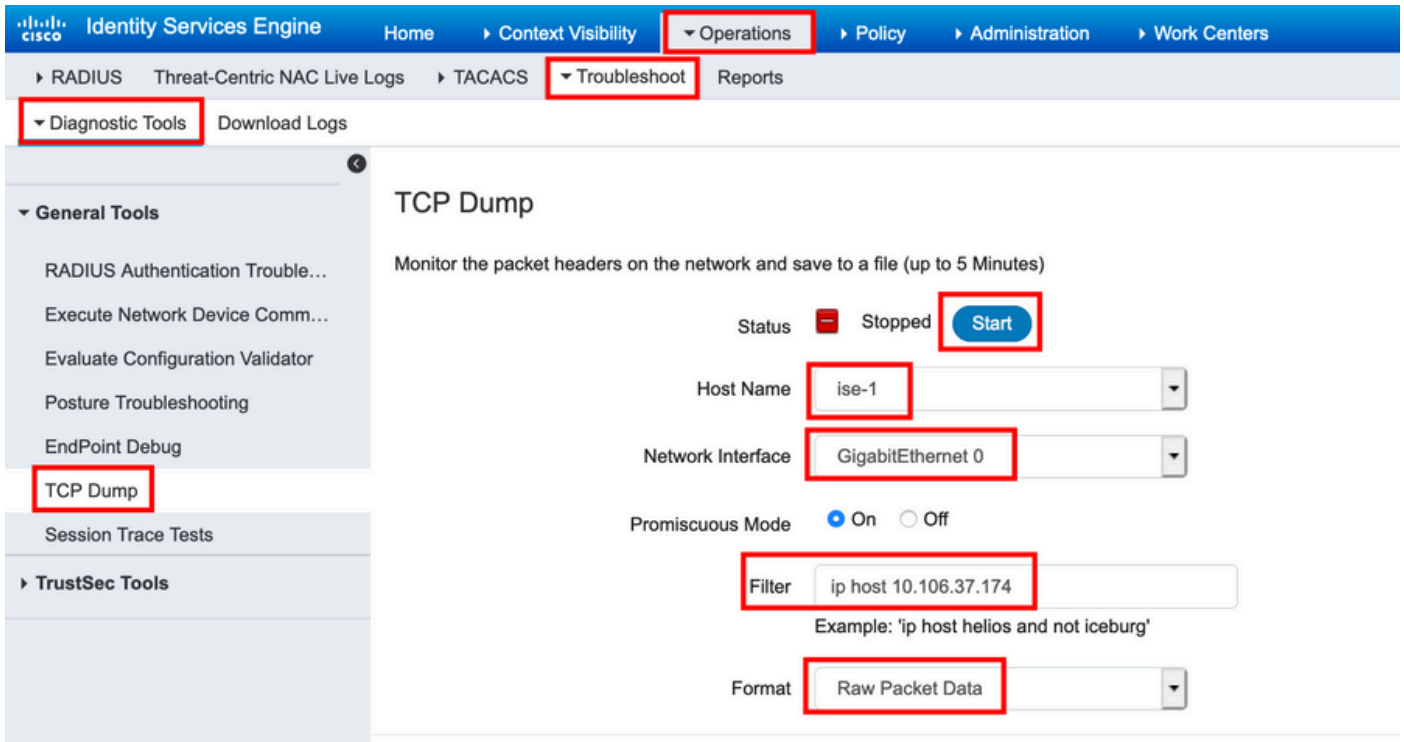 cisco Identity Services Engine Home Context Visibility Operations Policy Administration Work Centers
RADIUS Threat-Centric NAC Live Logs TACACS Troubleshoot Reports
Diagnostic Tools Download Logs
General Tools
RADIUS Authentication Trouble...
Execute Network Device Comm...
Evaluate Configuration Validator
Posture Troubleshooting
EndPoint Debug
TCP Dump
Session Trace Tests
TrustSec Tools
TCP Dump
Monitor the packet headers on the network and save to a file (up to 5 Minutes)
Status Stopped Start
Host Name ise-1
Network Interface GigabitEthernet 0
Promiscuous Mode On Off
Filter ip host 10.106.37.174
Example: 'ip host helios and not iceburg'
Format Raw Packet Data